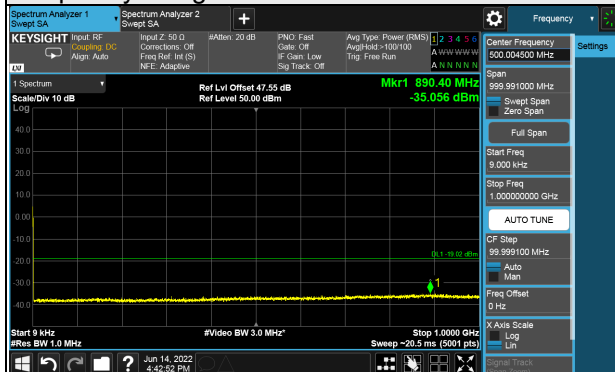 Spectrum Analyzer 1
Swept SA
Spectrum Analyzer 2
Swept SA
+
Frequency
KEYSIGHT
Input: RF
Coupling: DC
Align: Auto
Input Z: 50 Ω
Corrections: Off
Freq Ref: Int (S)
NFE: Adaptive
#Atten: 20 dB
PNO: Fast
Gate: Off
IF Gain: Low
Sig Track: Off
Avg Type: Power (RMS)
Avg|Hold:>100/100
Trig: Free Run
1 2 3 4 5 6
A W W W W W
A N N N N N
LXI
1 Spectrum
Scale/Div 10 dB
Log
Ref Lvl Offset 47.55 dB
Ref Level 50.00 dBm
Mkr1 890.40 MHz
-35.056 dBm
40.0
30.0
20.0
10.0
0.00
-10.0
-20.0
-30.0
-40.0
DL1 -19.02 dBm
1
Start 9 kHz
#Res BW 1.0 MHz
#Video BW 3.0 MHz*
Stop 1.0000 GHz
Sweep ~20.5 ms (5001 pts)
Jun 14, 2022
4:42:52 PM
?
Center Frequency
500.004500 MHz
Span
999.991000 MHz
Swept Span
Zero Span
Full Span
Start Freq
9.000 kHz
Stop Freq
1.000000000 GHz
AUTO TUNE
CF Step
99.999100 MHz
Auto
Man
Freq Offset
0 Hz
X Axis Scale
Log
Lin
Signal Track
Settings